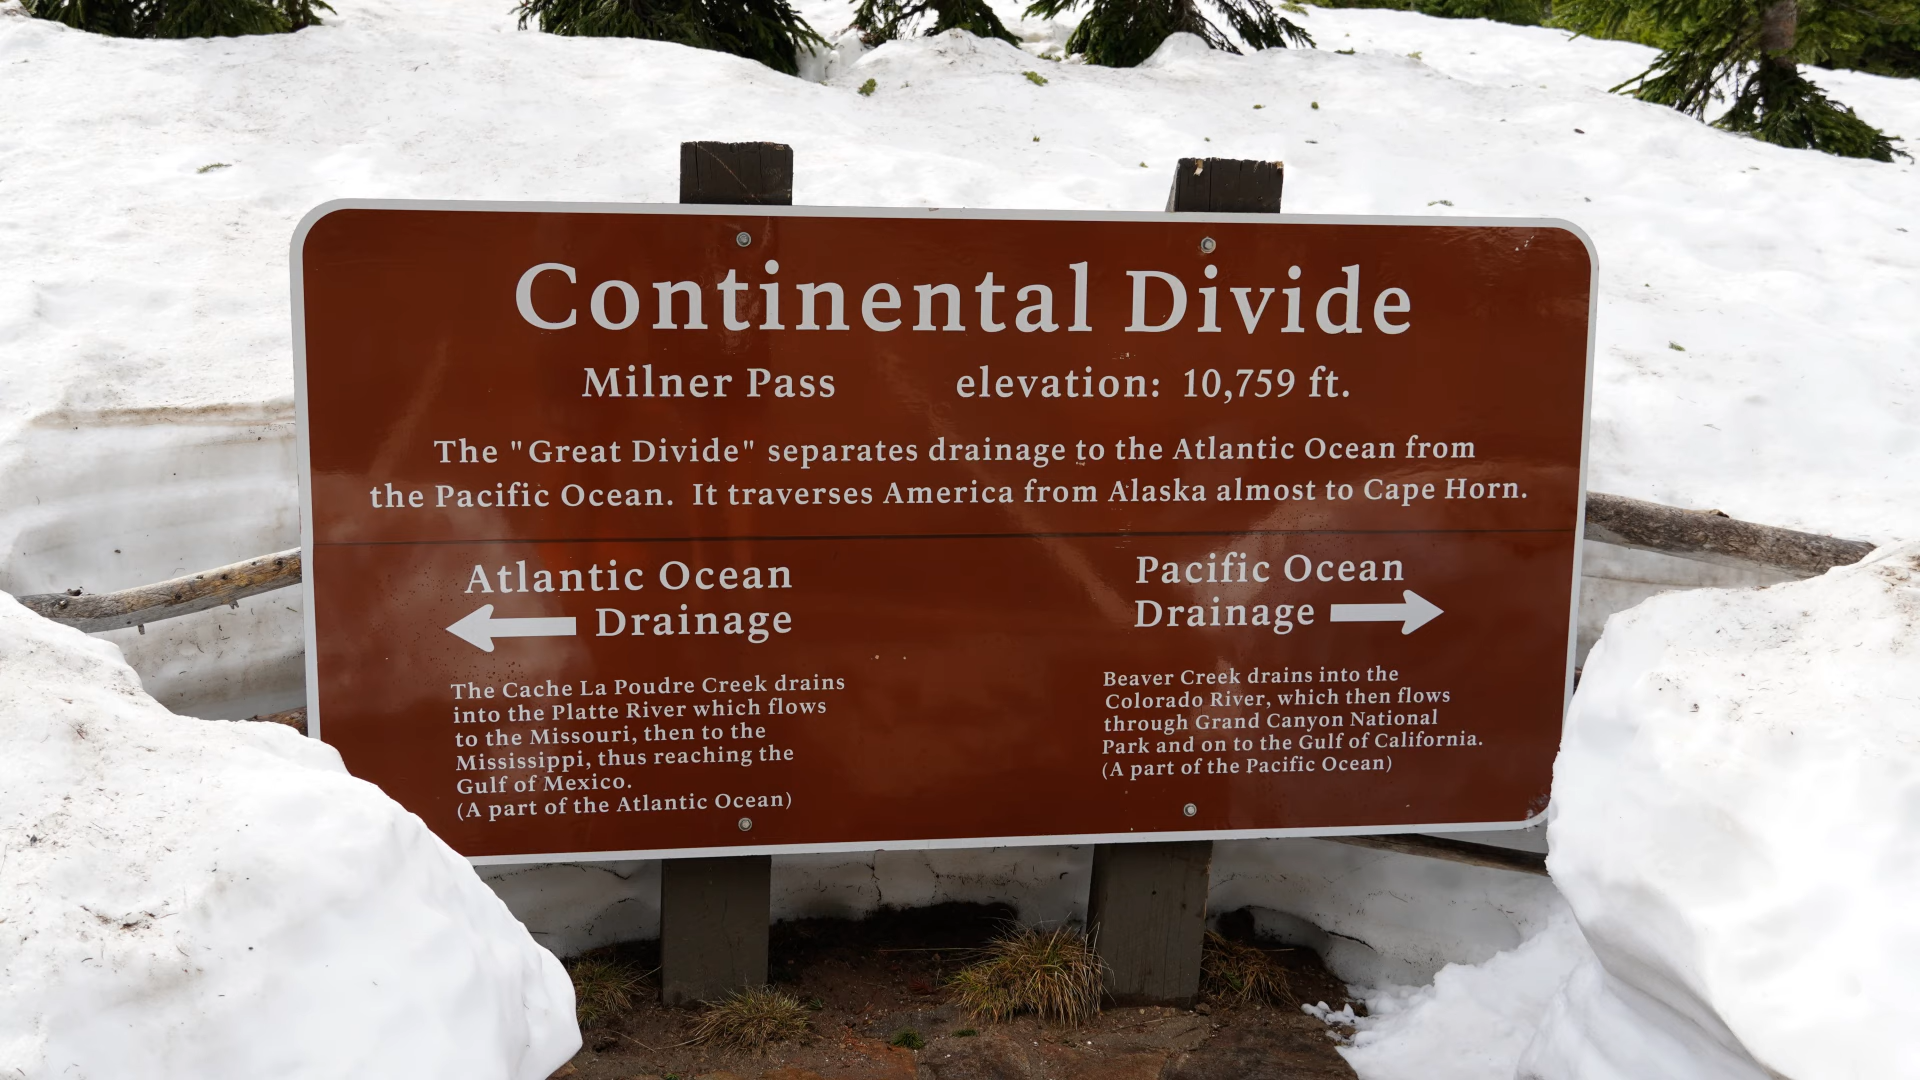 Continental Divide
Milner Pass elevation: 10,759 ft.
The "Great Divide" separates drainage to the Atlantic Ocean from
the Pacific Ocean. It traverses America from Alaska almost to Cape Horn.
Atlantic Ocean
Drainage
The Cache La Poudre Creek drains
into the Platte River which flows
to the Missouri, then to the
Mississippi, thus reaching the
Gulf of Mexico.
(A part of the Atlantic Ocean)
Pacific Ocean
Drainage
Beaver Creek drains into the
Colorado River, which then flows
through Grand Canyon National
Park and on to the Gulf of California.
(A part of the Pacific Ocean)